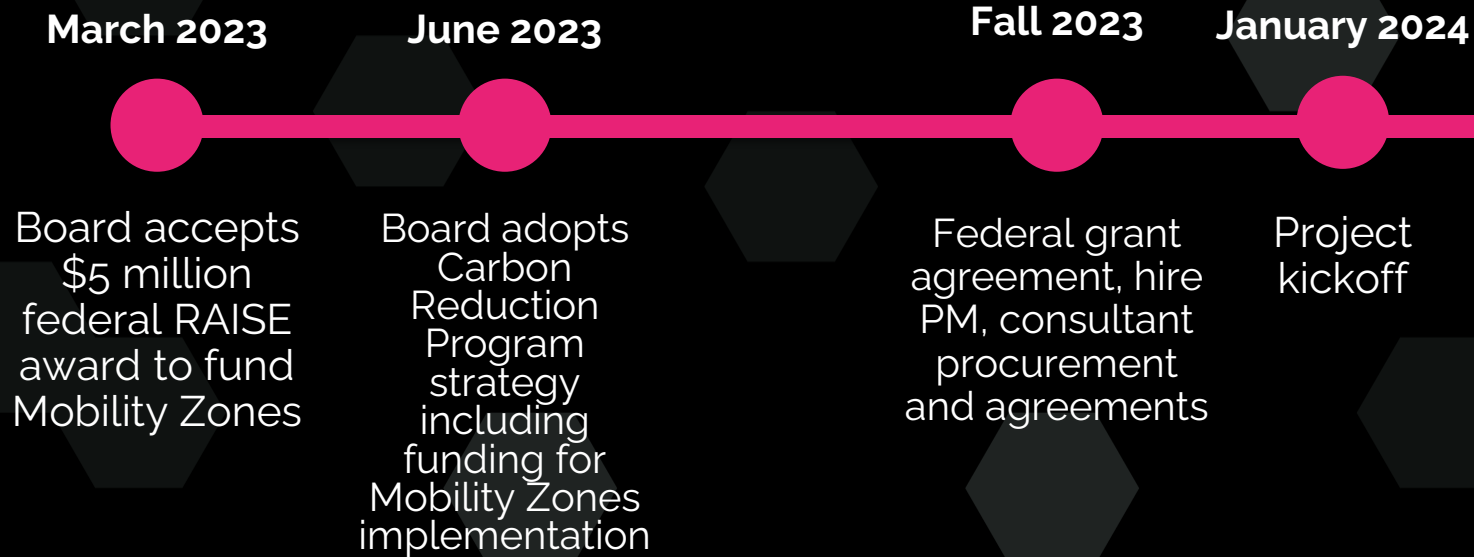 March 2023
Board accepts
$5 million
federal RAISE
award to fund
Mobility Zones
June 2023
Board adopts
Carbon
Reduction
Program
strategy
including
funding for
Mobility Zones
implementation
Fall 2023
Federal grant
agreement, hire
PM, consultant
procurement
and agreements
January 2024
Project
kickoff